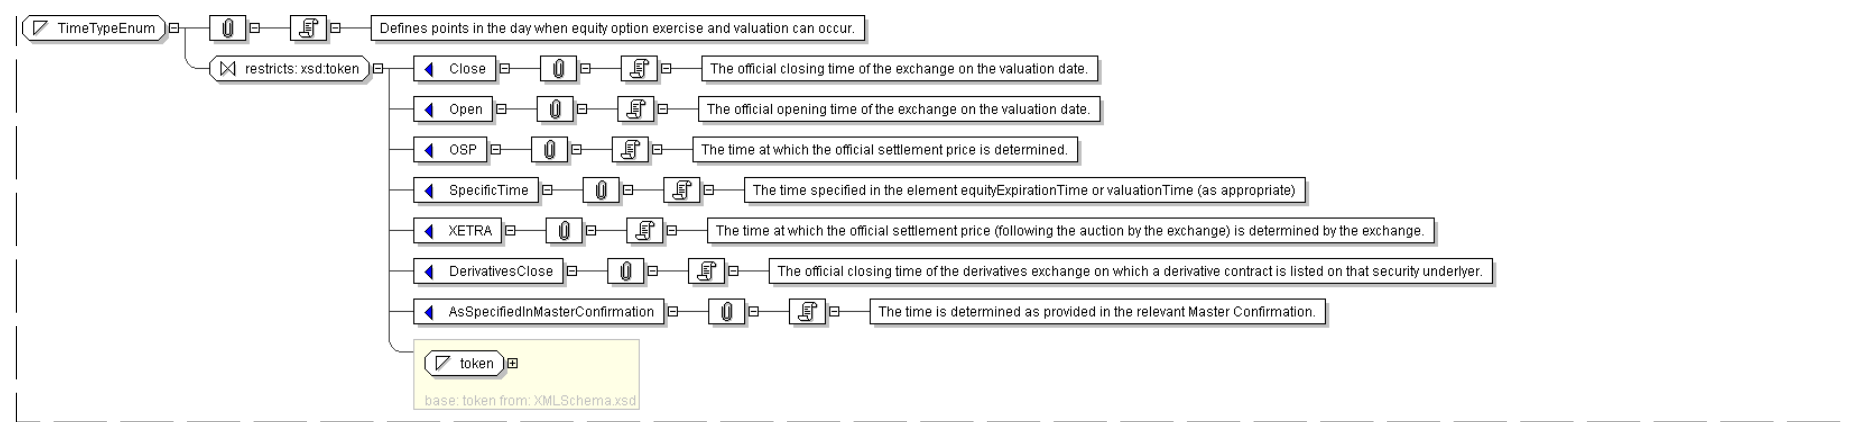 TimeTypeEnum Defines points in the day when equity option exercise and valuation can occur.
restricts: xsd:token Close The official closing time of the exchange on the valuation date.
Open The official opening time of the exchange on the valuation date.
OSP The time at which the official settlement price is determined.
SpecificTime The time specified in the element equityExpirationTime or valuationTime (as appropriate)
XETRA The time at which the official settlement price (following the auction by the exchange) is determined by the exchange.
DerivativesClose The official closing time of the derivatives exchange on which a derivative contract is listed on that security underlyer.
AsSpecifiedInMasterConfirmation The time is determined as provided in the relevant Master Confirmation.
token
base: token from: XMLSchema.xsd